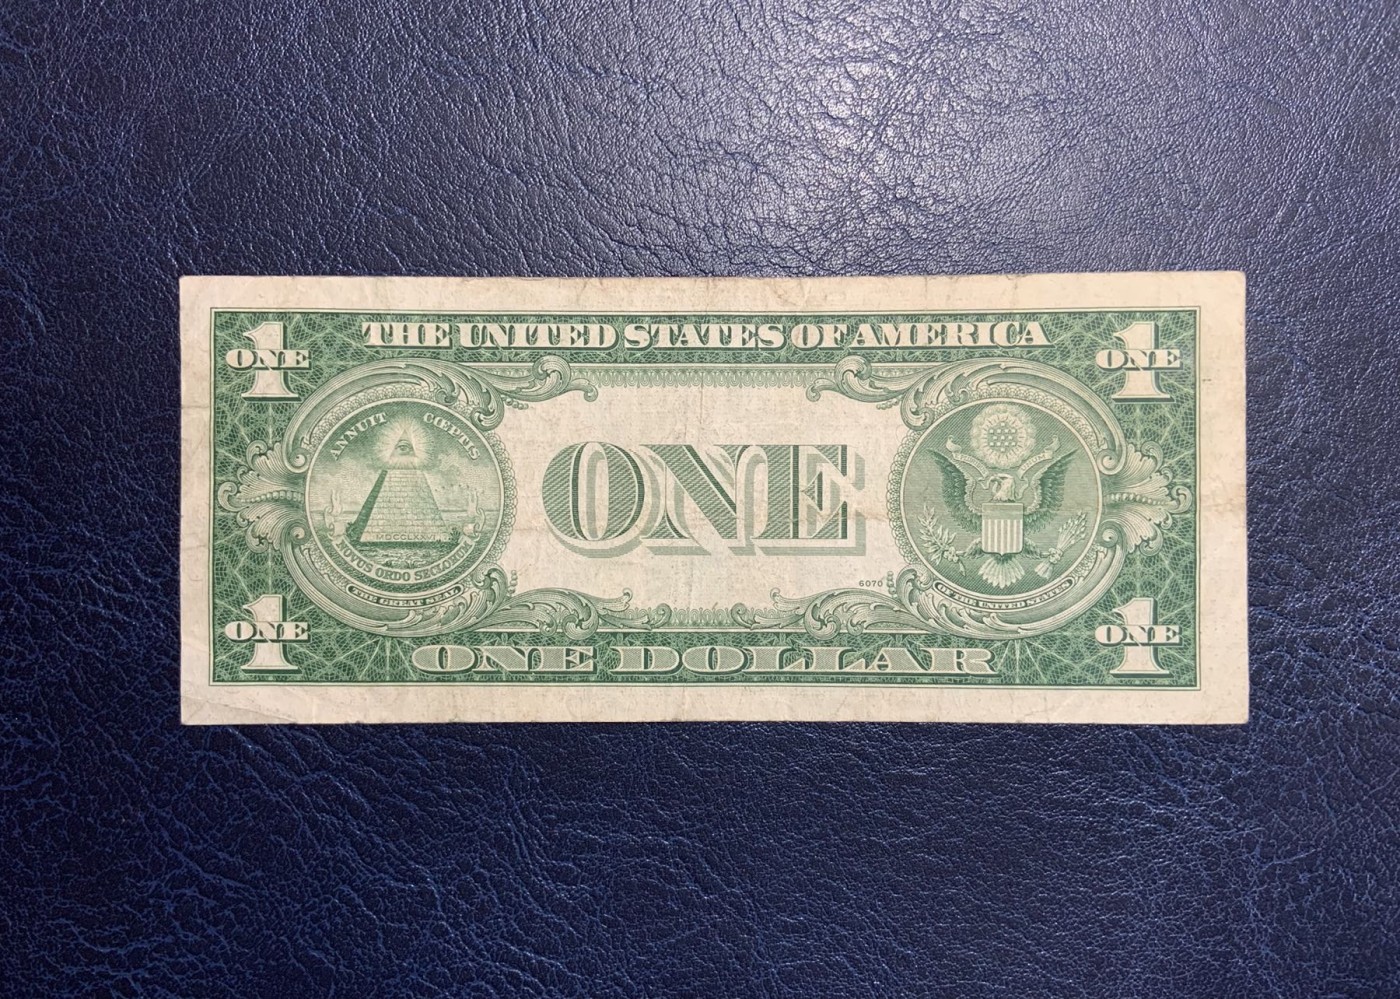 THE UNITED STATES OF AMERICA
1
ONE
1
ONE
ANNUIT CŒPTIS
MDCCLXXVI
NOVUS ORDO SECLORUM
THE GREAT SEAL
ONE
6070
OF THE UNITED STATES
1
ONE
1
ONE
ONE DOLLAR